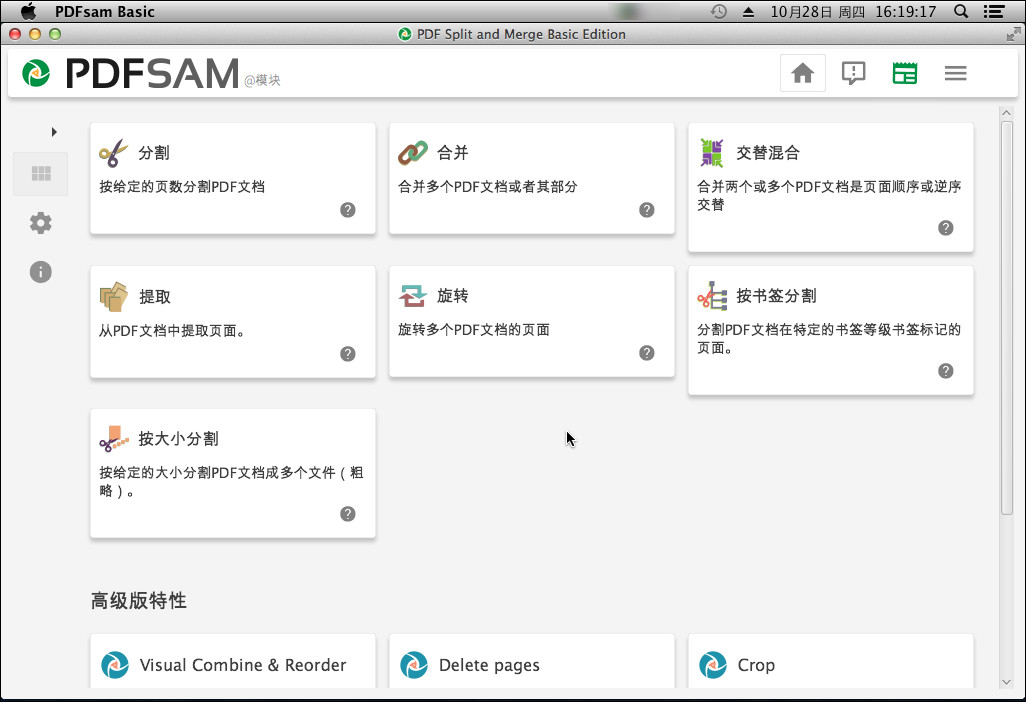 PDFsam Basic
10月28日 周四 16:19:17
PDF Split and Merge Basic Edition
PDFSAM @模块
分割
按给定的页数分割PDF文档
合并
合并多个PDF文档或者其部分
交替混合
合并两个或多个PDF文档是页面顺序或逆序
交替
提取
从PDF文档中提取页面。
旋转
旋转多个PDF文档的页面
按书签分割
分割PDF文档在特定的书签等级书签标记的
页面。
按大小分割
按给定的大小分割PDF文档成多个文件（粗
略）。
高级版特性
Visual Combine & Reorder
Delete pages
Crop